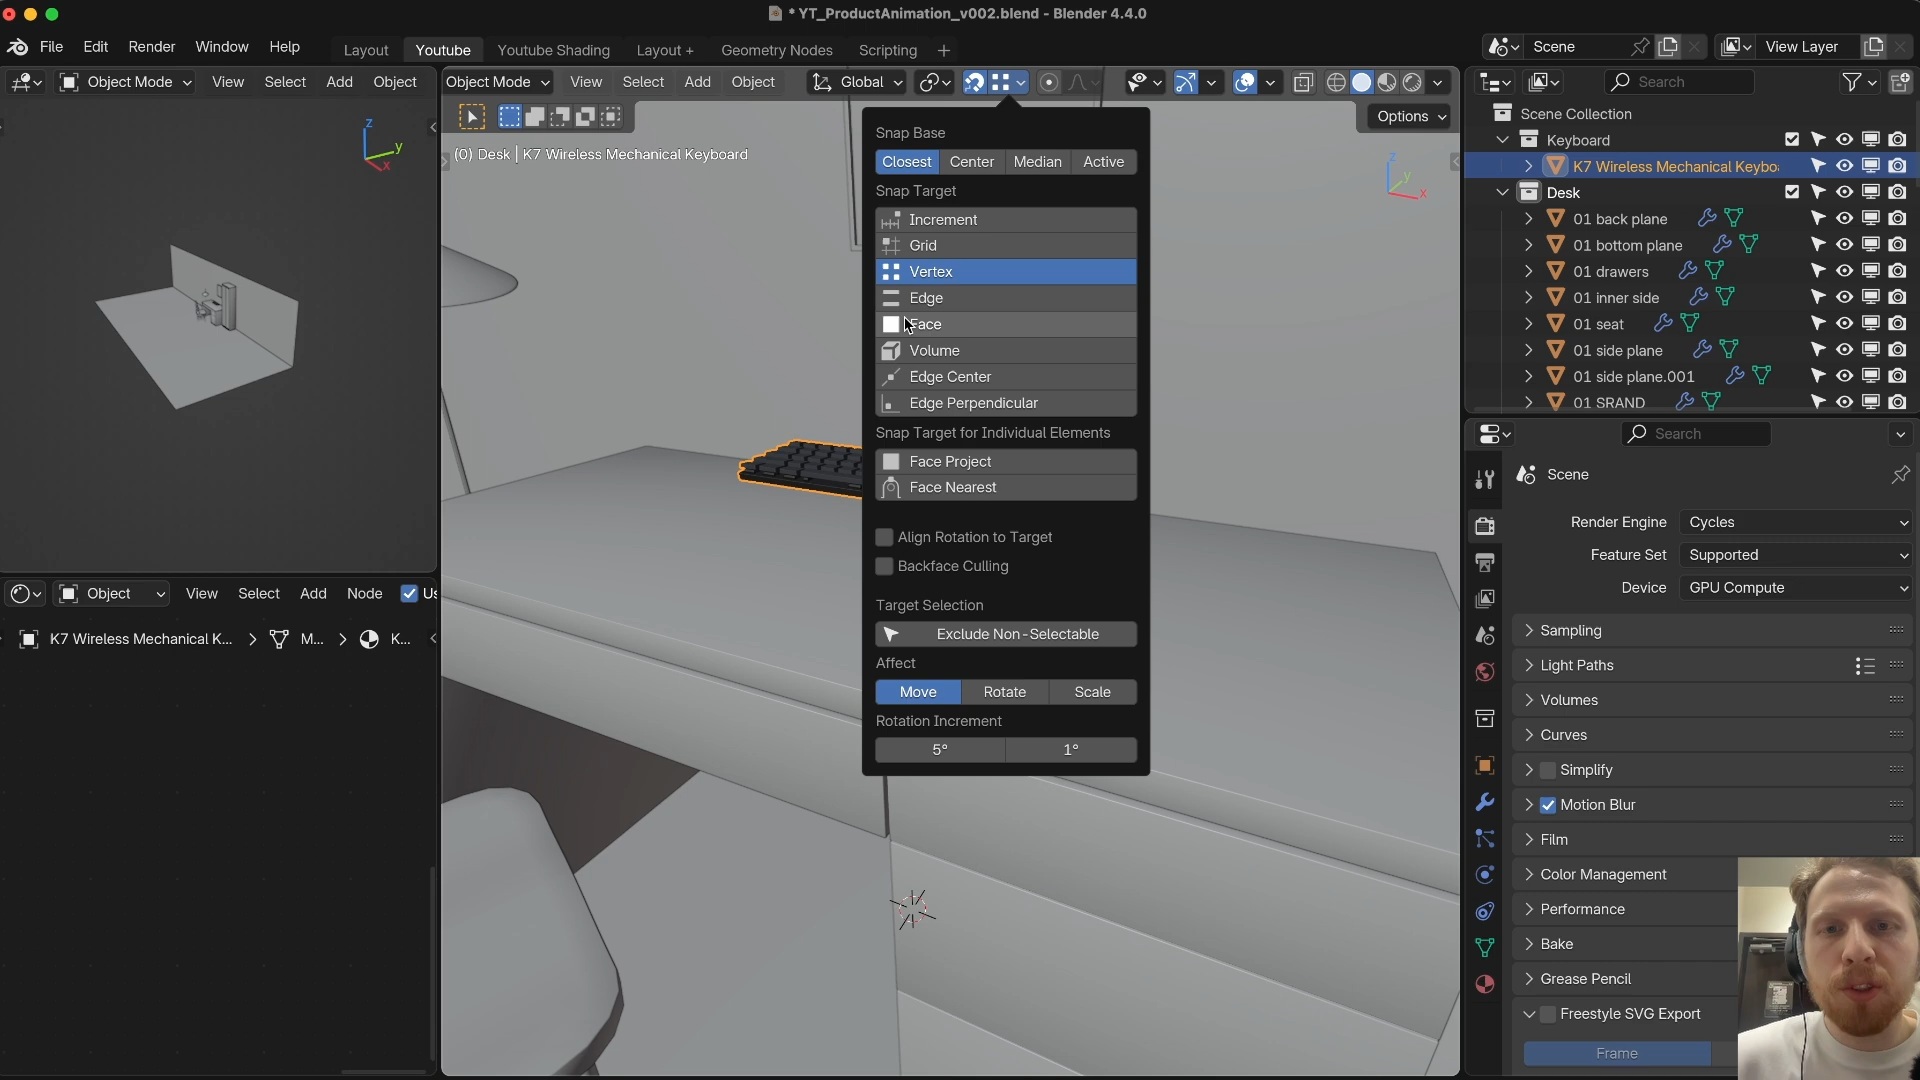 * YT_ProductAnimation_v002.blend - Blender 4.4.0
File Edit Render Window Help
Layout Youtube Youtube Shading Layout + Geometry Nodes Scripting +
Scene
View Layer
Object Mode View Select Add Object
Object Mode View Select Add Object
Global
Search
Options
(0) Desk | K7 Wireless Mechanical Keyboard
z
y
x
z
y
x
Snap Base
Closest Center Median Active
Snap Target
Increment
Grid
Vertex
Edge
Face
Volume
Edge Center
Edge Perpendicular
Snap Target for Individual Elements
Face Project
Face Nearest
Align Rotation to Target
Backface Culling
Target Selection
Exclude Non-Selectable
Affect
Move Rotate Scale
Rotation Increment
5° 1°
Object View Select Add Node Us
K7 Wireless Mechanical K... > M... > K...
Scene Collection
Keyboard
K7 Wireless Mechanical Keybo
Desk
01 back plane
01 bottom plane
01 drawers
01 inner side
01 seat
01 side plane
01 side plane.001
01 SRAND
Search
Scene
Render Engine Cycles
Feature Set Supported
Device GPU Compute
Sampling
Light Paths
Volumes
Curves
Simplify
Motion Blur
Film
Color Management
Performance
Bake
Grease Pencil
Freestyle SVG Export
Frame